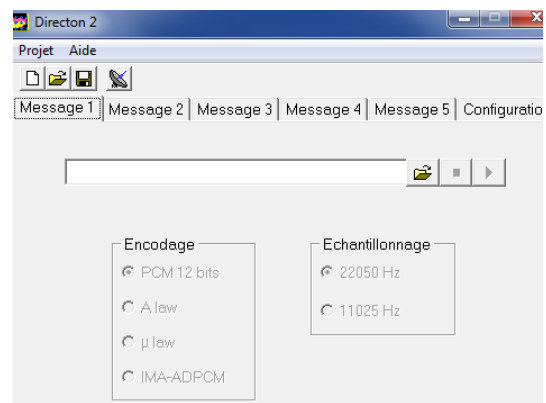 Directon 2
Projet Aide
Message 1 Message 2 Message 3 Message 4 Message 5 Configuratio
Encodage
PCM 12 bits
A law
µ law
IMA-ADPCM
Echantillonnage
22050 Hz
11025 Hz